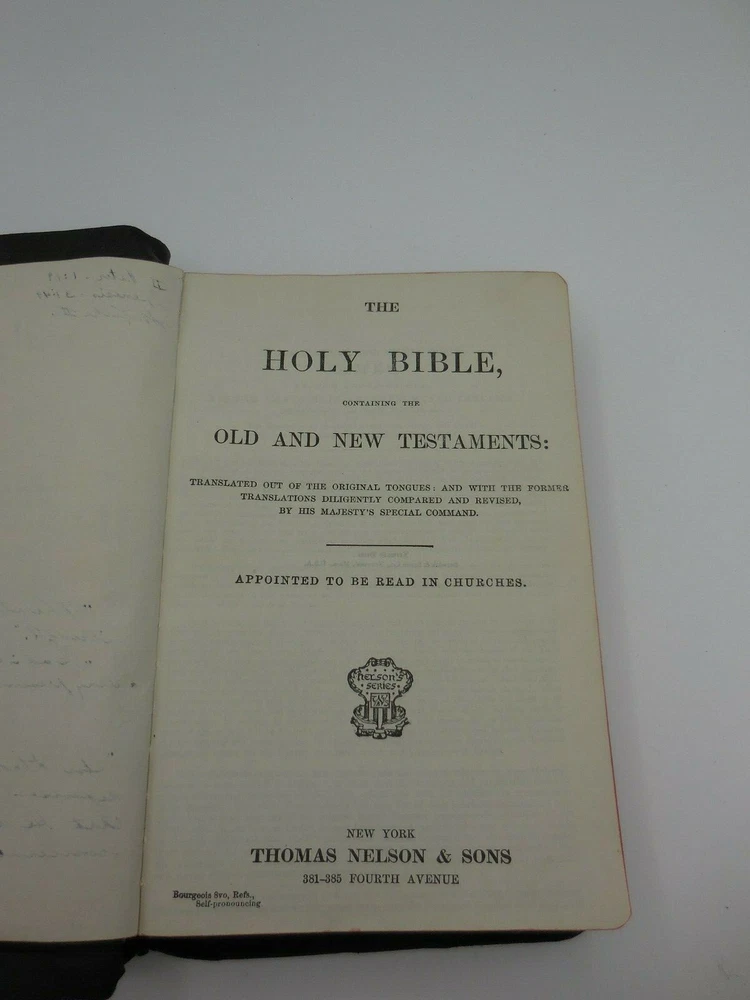 THE
HOLY BIBLE,
CONTAINING THE
OLD AND NEW TESTAMENTS:
TRANSLATED OUT OF THE ORIGINAL TONGUES: AND WITH THE FORMER
TRANSLATIONS DILIGENTLY COMPARED AND REVISED,
BY HIS MAJESTY'S SPECIAL COMMAND.
APPOINTED TO BE READ IN CHURCHES.
NELSON'S
SERIES
NEW YORK
THOMAS NELSON & SONS
381-385 FOURTH AVENUE
Bourgeois 8vo, Refs.,
Self-pronouncing